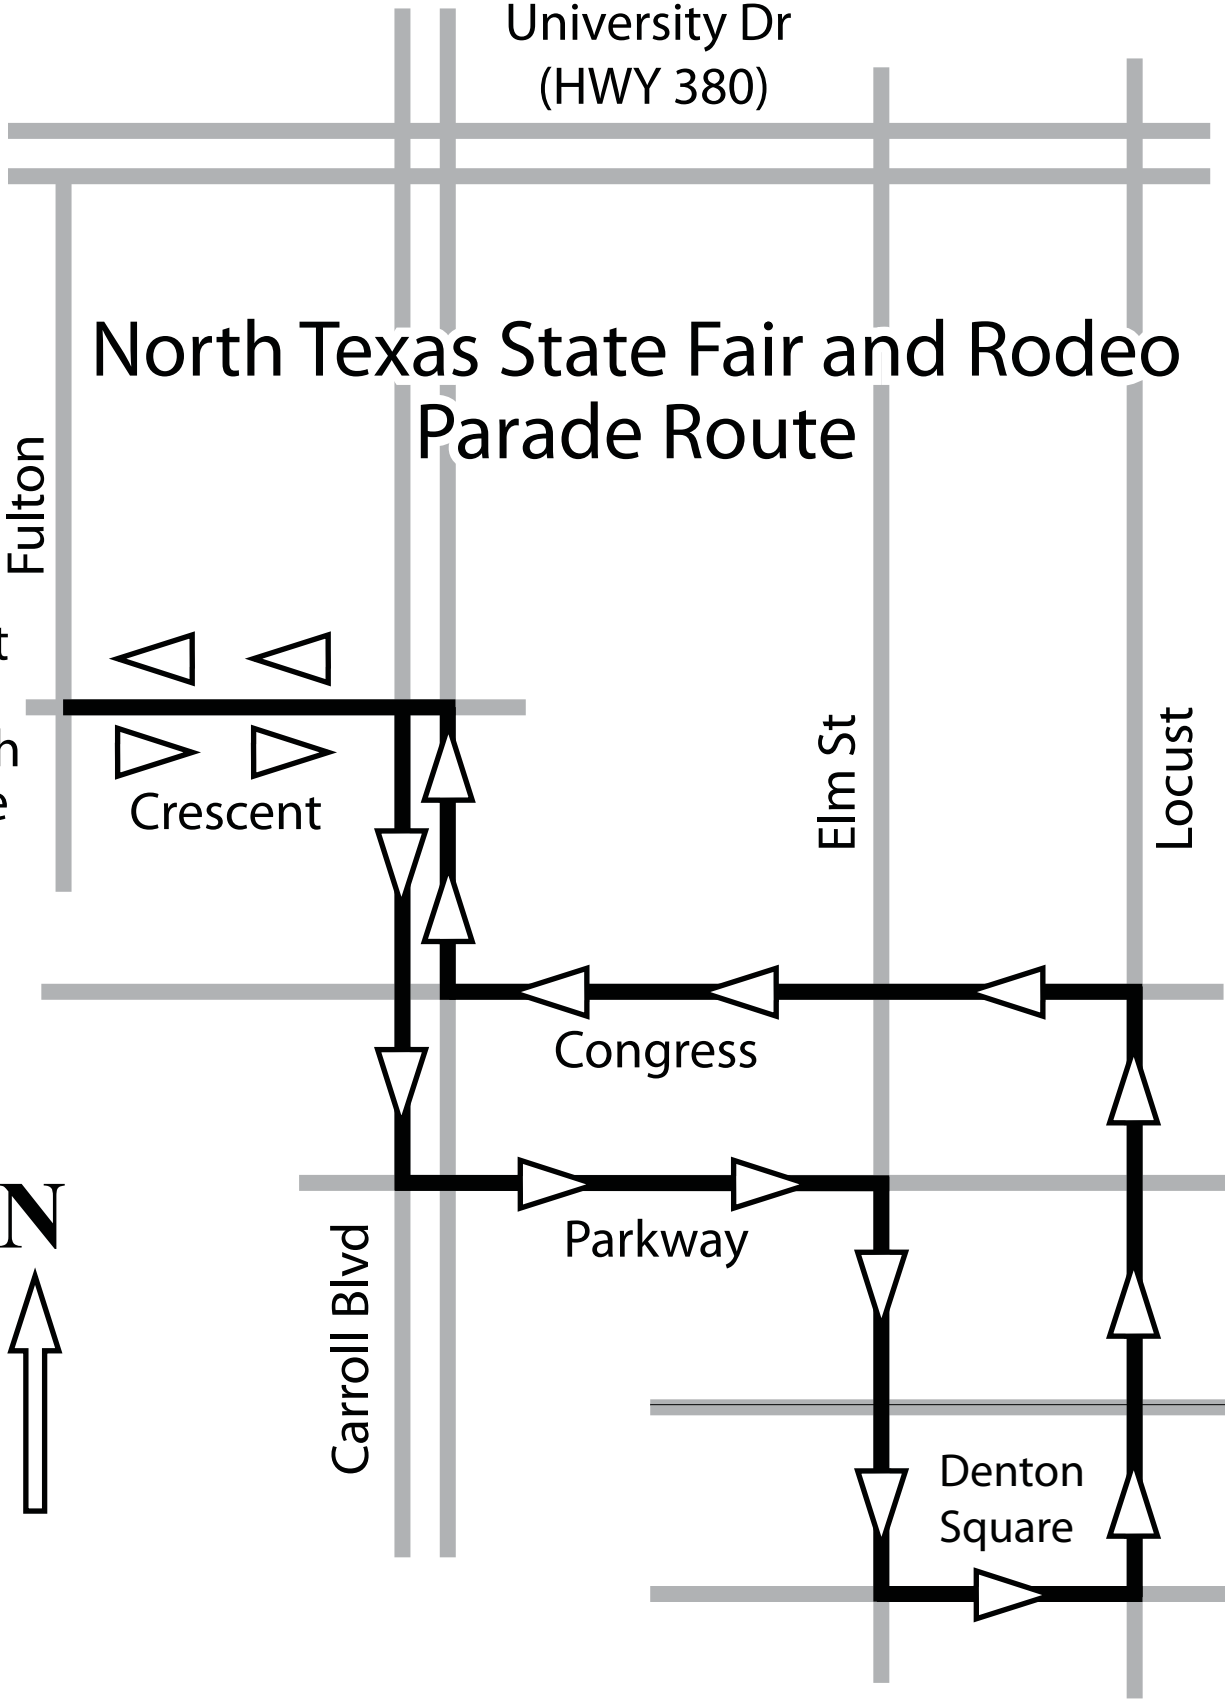 University Dr
(HWY 380)
North Texas State Fair and Rodeo
Parade Route
Fulton
Crescent
Elm St
Locust
Congress
N
Parkway
Carroll Blvd
Denton
Square